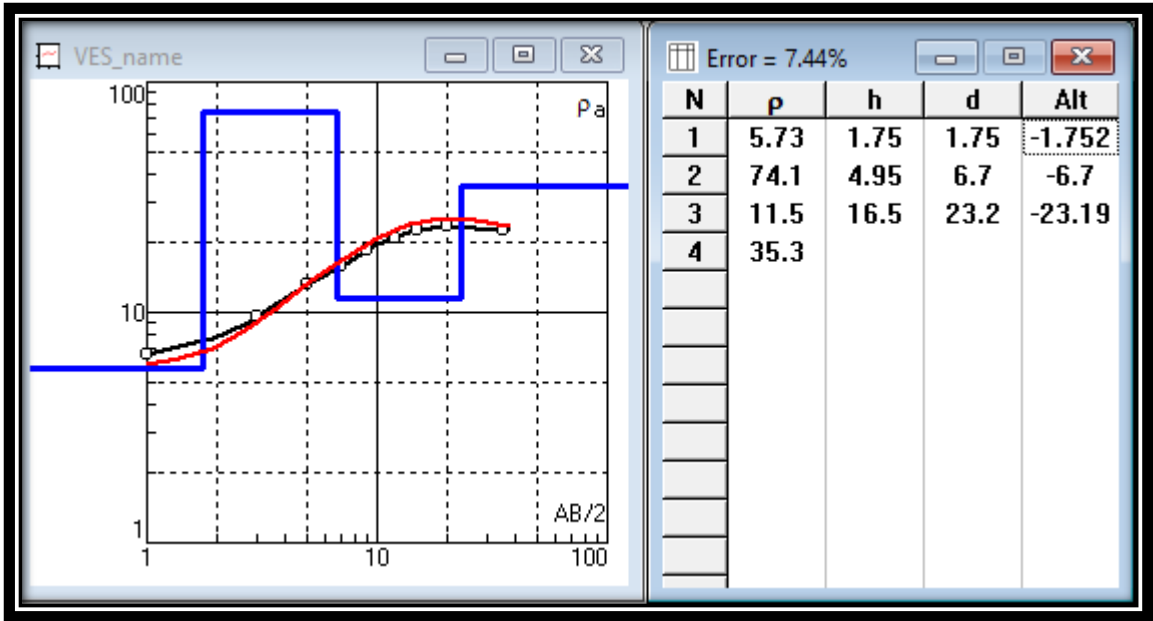 VES_name
100
ρa
10
1
AB/2
1
10
100
Error = 7.44%
N ρ h d Alt
1 5.73 1.75 1.75 -1.752
2 74.1 4.95 6.7 -6.7
3 11.5 16.5 23.2 -23.19
4 35.3